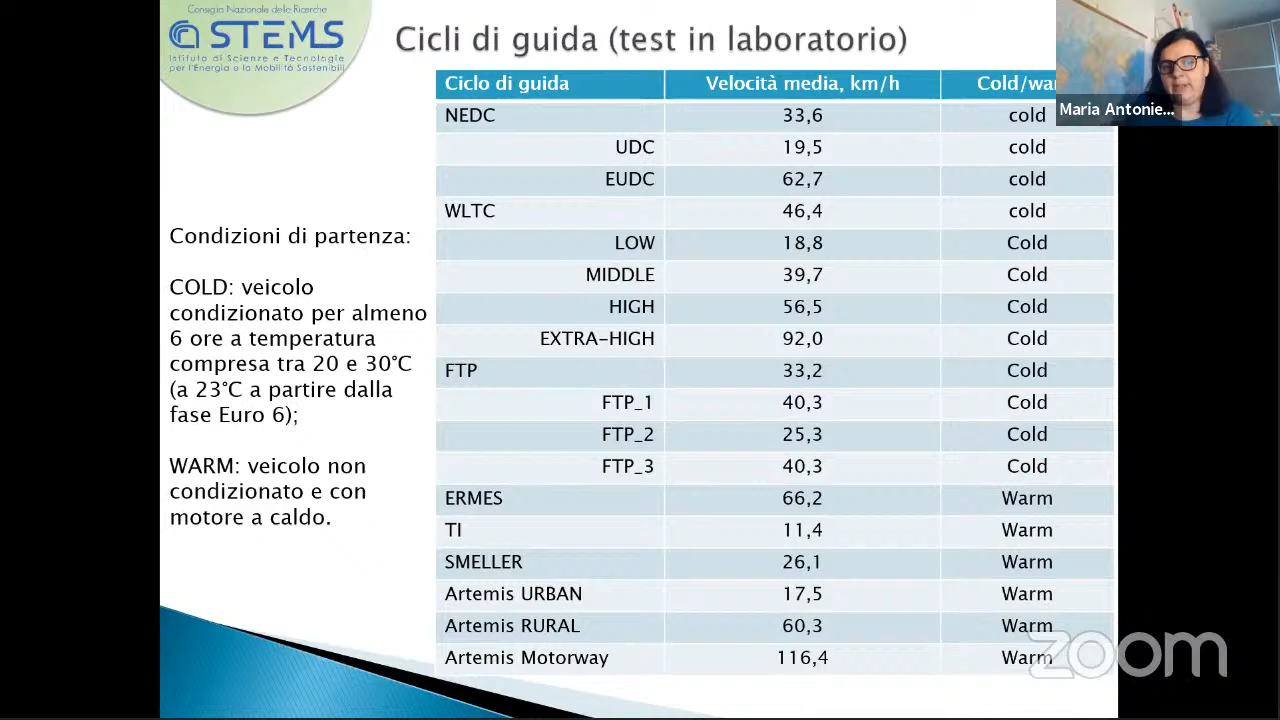 Consiglio Nazionale delle Ricerche
STEMS
Istituto di Scienze e Tecnologie
per l'Energia e la Mobilità Sostenibili
Cicli di guida (test in laboratorio)
Maria Antonie...
Condizioni di partenza:
COLD: veicolo
condizionato per almeno
6 ore a temperatura
compresa tra 20 e 30°C
(a 23°C a partire dalla
fase Euro 6);
WARM: veicolo non
condizionato e con
motore a caldo.
Ciclo di guida Velocità media, km/h Cold/wa
NEDC 33,6 cold
UDC 19,5 cold
EUDC 62,7 cold
WLTC 46,4 cold
LOW 18,8 Cold
MIDDLE 39,7 Cold
HIGH 56,5 Cold
EXTRA-HIGH 92,0 Cold
FTP 33,2 Cold
FTP_1 40,3 Cold
FTP_2 25,3 Cold
FTP_3 40,3 Cold
ERMES 66,2 Warm
TI 11,4 Warm
SMELLER 26,1 Warm
Artemis URBAN 17,5 Warm
Artemis RURAL 60,3 Warm
Artemis Motorway 116,4 Warm
zoom